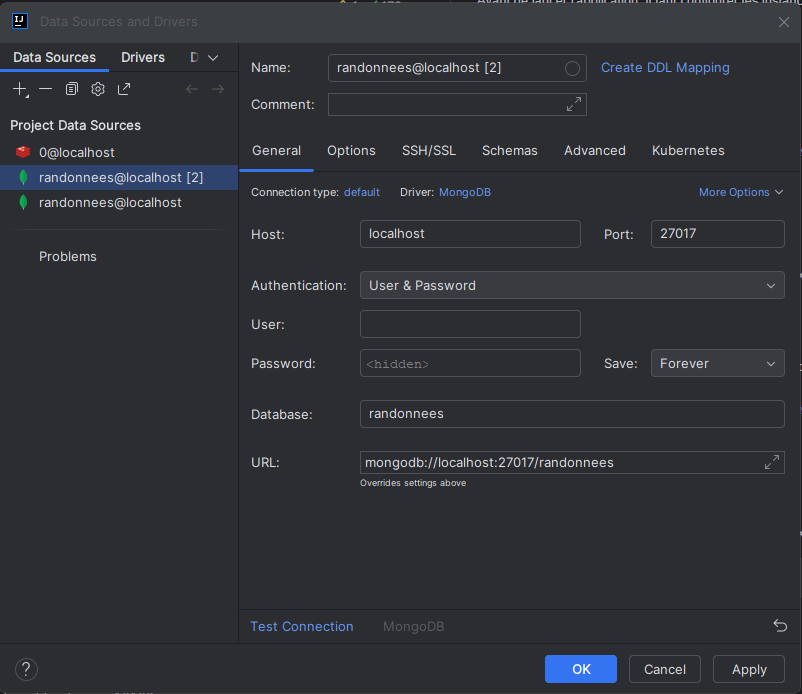 Data Sources and Drivers
Data Sources Drivers D
Project Data Sources
0@localhost
randonnees@localhost [2]
randonnees@localhost
Problems
Name: randonnees@localhost [2] Create DDL Mapping
Comment:
General Options SSH/SSL Schemas Advanced Kubernetes
Connection type: default Driver: MongoDB More Options
Host: localhost Port: 27017
Authentication: User & Password
User:
Password: <hidden> Save: Forever
Database: randonnees
URL: mongodb://localhost:27017/randonnees
Overrides settings above
Test Connection MongoDB
? OK Cancel Apply